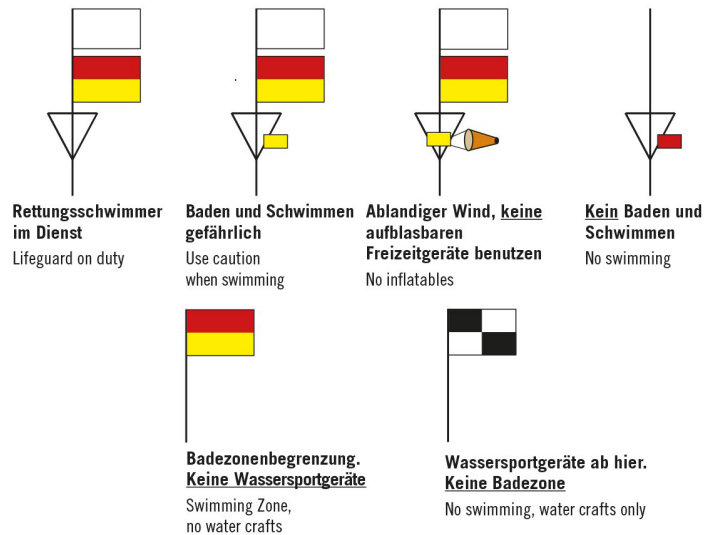 Rettungsschwimmer
im Dienst
Lifeguard on duty
Baden und Schwimmen
gefährlich
Use caution
when swimming
Ablandiger Wind, keine
aufblasbaren
Freizeitgeräte benutzen
No inflatables
Kein Baden und
Schwimmen
No swimming
Badezonenbegrenzung.
Keine Wassersportgeräte
Swimming Zone,
no water crafts
Wassersportgeräte ab hier.
Keine Badezone
No swimming, water crafts only